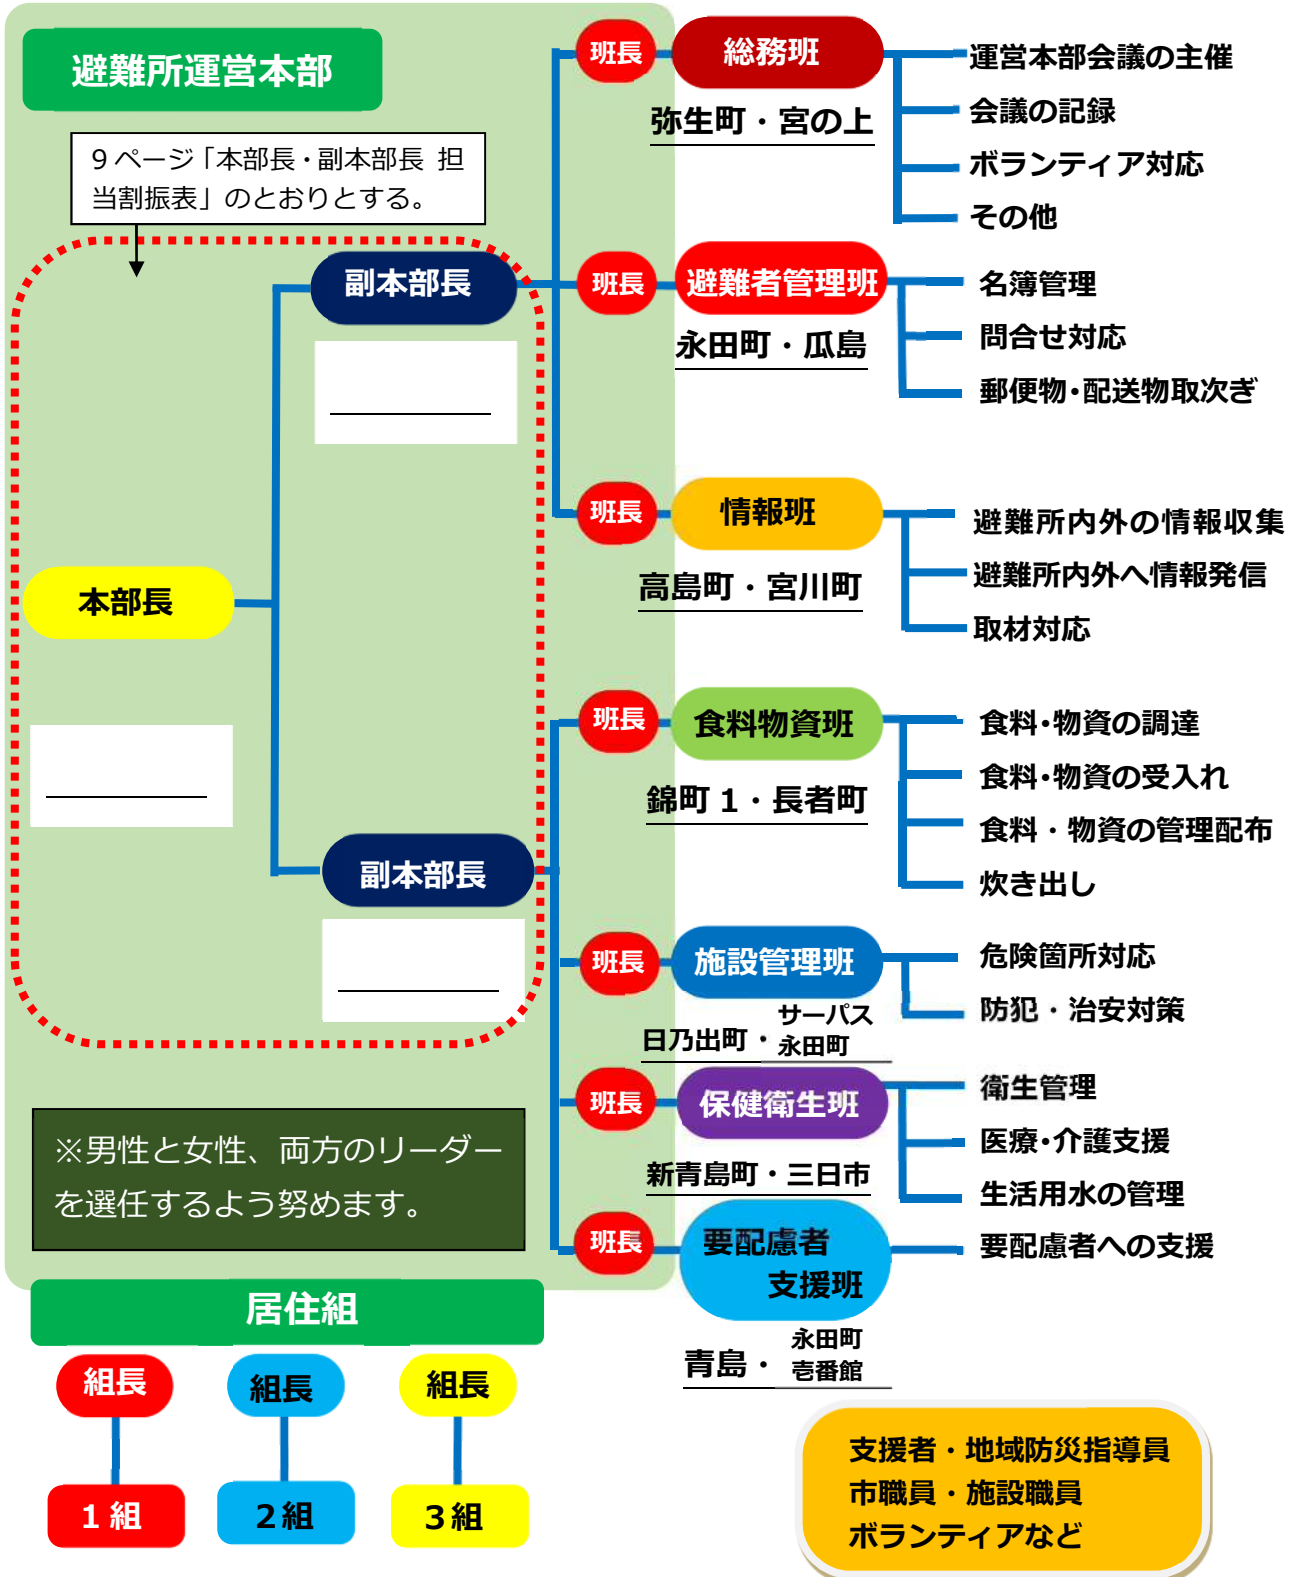 避難所運営本部
9ページ「本部長・副本部長 担
当割振表」のとおりとする。
本部長
副本部長
副本部長
班長
総務班
弥生町・宮の上
運営本部会議の主催
会議の記録
ボランティア対応
その他
班長
避難者管理班
永田町・瓜島
名簿管理
問合せ対応
郵便物・配送物取次ぎ
班長
情報班
高島町・宮川町
避難所内外の情報収集
避難所内外へ情報発信
取材対応
班長
食料物資班
錦町1・長者町
食料・物資の調達
食料・物資の受入れ
食料・物資の管理配布
炊き出し
班長
施設管理班
日乃出町・サーパス
永田町
危険箇所対応
防犯・治安対策
班長
保健衛生班
新青島町・三日市
衛生管理
医療・介護支援
生活用水の管理
班長
要配慮者
支援班
青島・永田町
壱番館
要配慮者への支援
※男性と女性、両方のリーダー
を選任するよう努めます。
居住組
組長
組長
組長
1組
2組
3組
支援者・地域防災指導員
市職員・施設職員
ボランティアなど